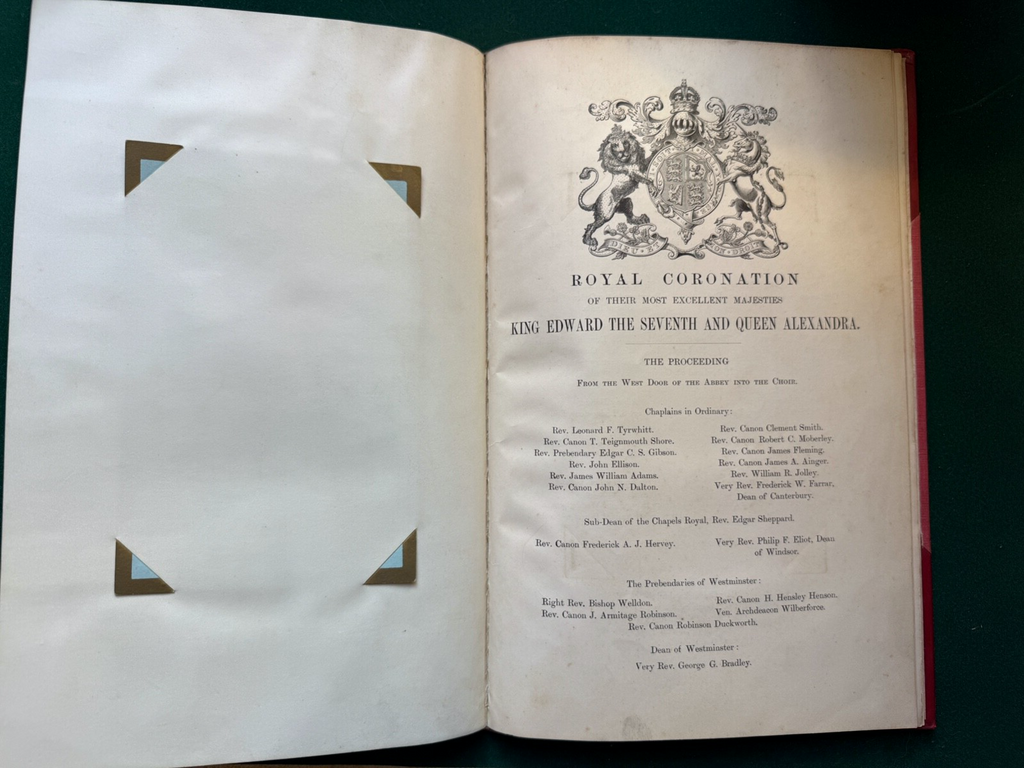 DIEU ET MON DROIT
ROYAL CORONATION
OF THEIR MOST EXCELLENT MAJESTIES
KING EDWARD THE SEVENTH AND QUEEN ALEXANDRA.
THE PROCEEDING
FROM THE WEST DOOR OF THE ABBEY INTO THE CHOIR.
Chaplains in Ordinary:
Rev. Leonard F. Tyrwhitt. Rev. Canon Clement Smith.
Rev. Canon T. Teignmouth Shore. Rev. Canon Robert C. Moberley.
Rev. Prebendary Edgar C. S. Gibson. Rev. Canon James Fleming.
Rev. John Ellison. Rev. Canon James A. Ainger.
Rev. James William Adams. Rev. William R. Jolley.
Rev. Canon John N. Dalton. Very Rev. Frederick W. Farrar,
Dean of Canterbury.
Sub-Dean of the Chapels Royal, Rev. Edgar Sheppard.
Rev. Canon Frederick A. J. Hervey. Very Rev. Philip F. Eliot, Dean
of Windsor.
The Prebendaries of Westminster:
Right Rev. Bishop Welldon. Rev. Canon H. Hensley Henson.
Rev. Canon J. Armitage Robinson. Ven. Archdeacon Wilberforce.
Rev. Canon Robinson Duckworth.
Dean of Westminster:
Very Rev. George G. Bradley.